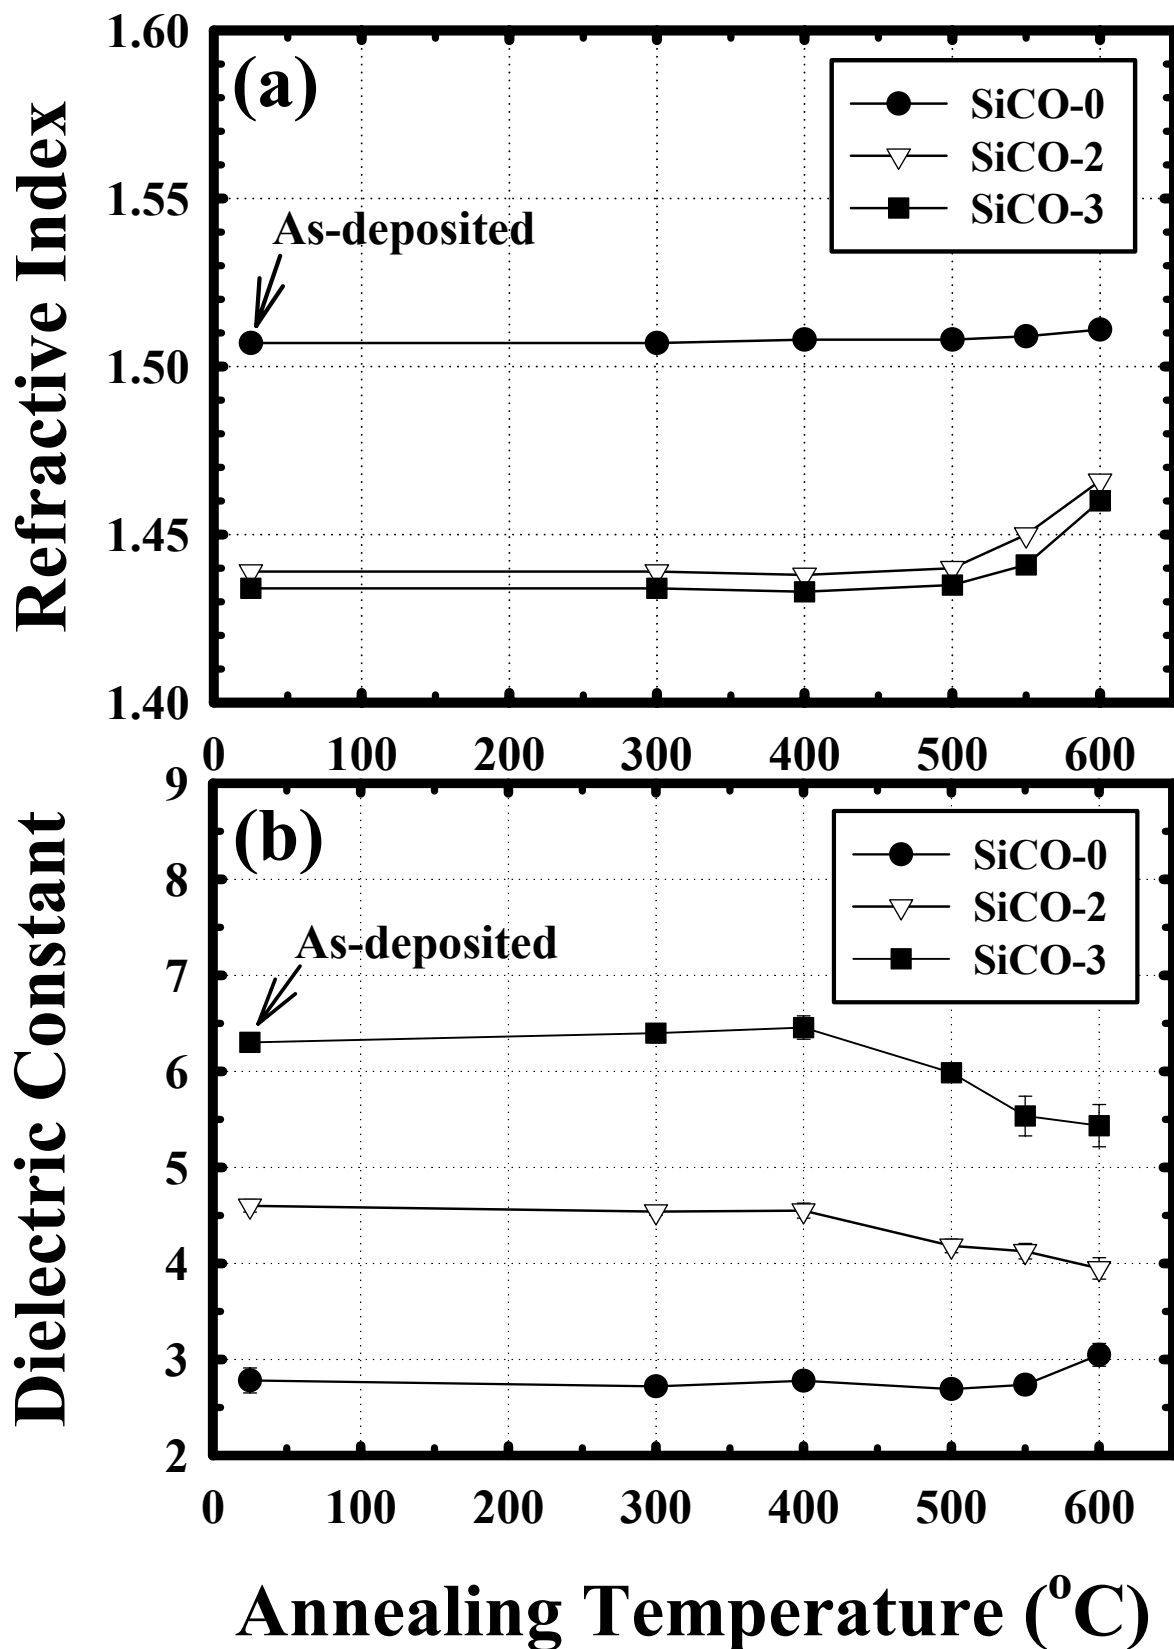 Refractive Index
1.60
1.55
1.50
1.45
1.40
(a)
SiCO-0
SiCO-2
SiCO-3
As-deposited
0 100 200 300 400 500 600
Dielectric Constant
9
8
7
6
5
4
3
2
(b)
SiCO-0
SiCO-2
SiCO-3
As-deposited
0 100 200 300 400 500 600
Annealing Temperature (°C)